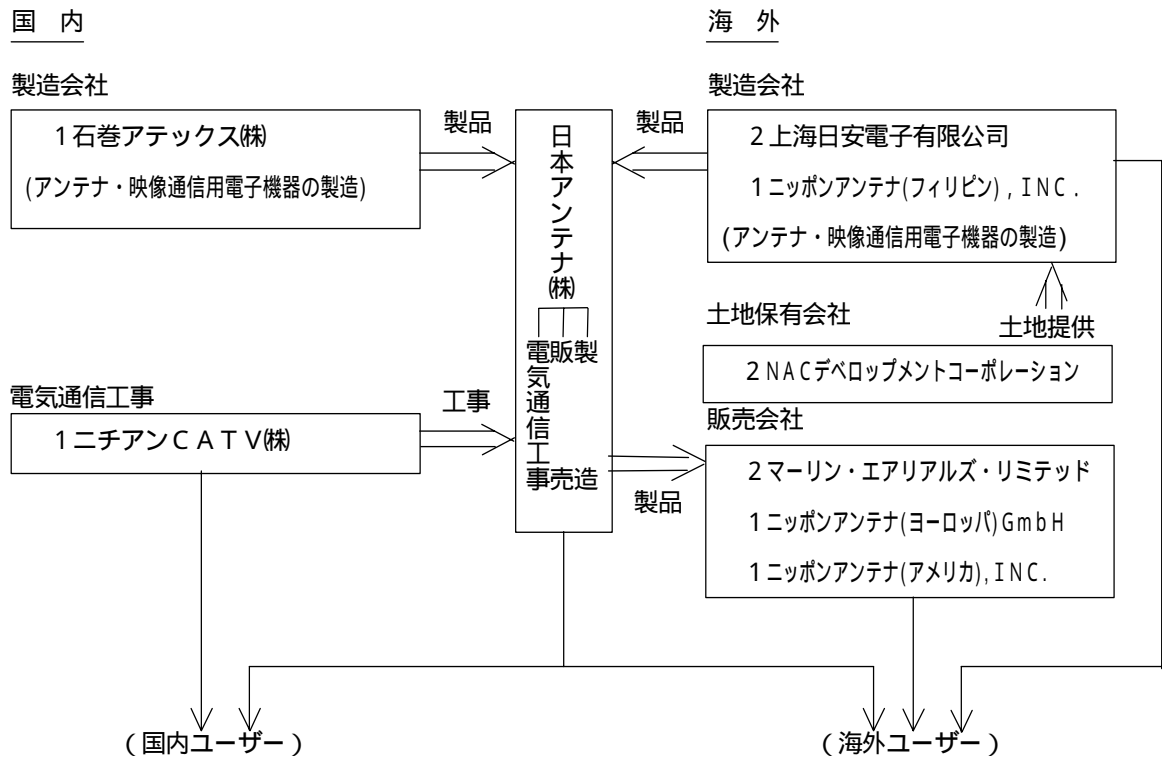 国　内
製造会社
１石巻アテックス㈱
(アンテナ・映像通信用電子機器の製造)
製品
電気通信工事
１ニチアンＣＡＴＶ㈱
工事
日本アンテナ㈱
製造
販売
電気通信工事
海　外
製造会社
製品
２上海日安電子有限公司
１ニッポンアンテナ(フィリピン),INC.
(アンテナ・映像通信用電子機器の製造)
土地保有会社
土地提供
２NACデベロップメントコーポレーション
販売会社
製品
２マーリン・エアリアルズ・リミテッド
１ニッポンアンテナ(ヨーロッパ)GmbH
１ニッポンアンテナ(アメリカ),INC.
(国内ユーザー)
(海外ユーザー)